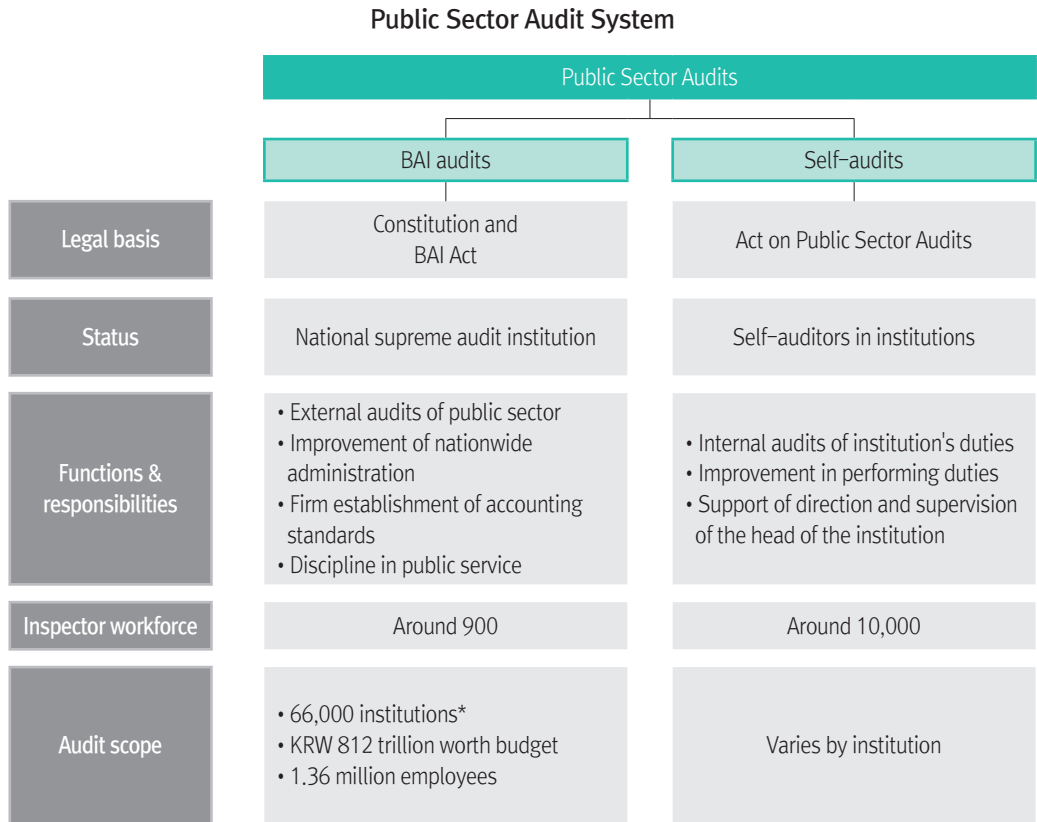 Public Sector Audit System
Public Sector Audits
BAI audits
Self-audits
Legal basis
Constitution and
BAI Act
Act on Public Sector Audits
Status
National supreme audit institution
Self-auditors in institutions
Functions &
responsibilities
• External audits of public sector
• Improvement of nationwide
administration
• Firm establishment of accounting
standards
• Discipline in public service
• Internal audits of institution's duties
• Improvement in performing duties
• Support of direction and supervision
of the head of the institution
Inspector workforce
Around 900
Around 10,000
Audit scope
• 66,000 institutions*
• KRW 812 trillion worth budget
• 1.36 million employees
Varies by institution